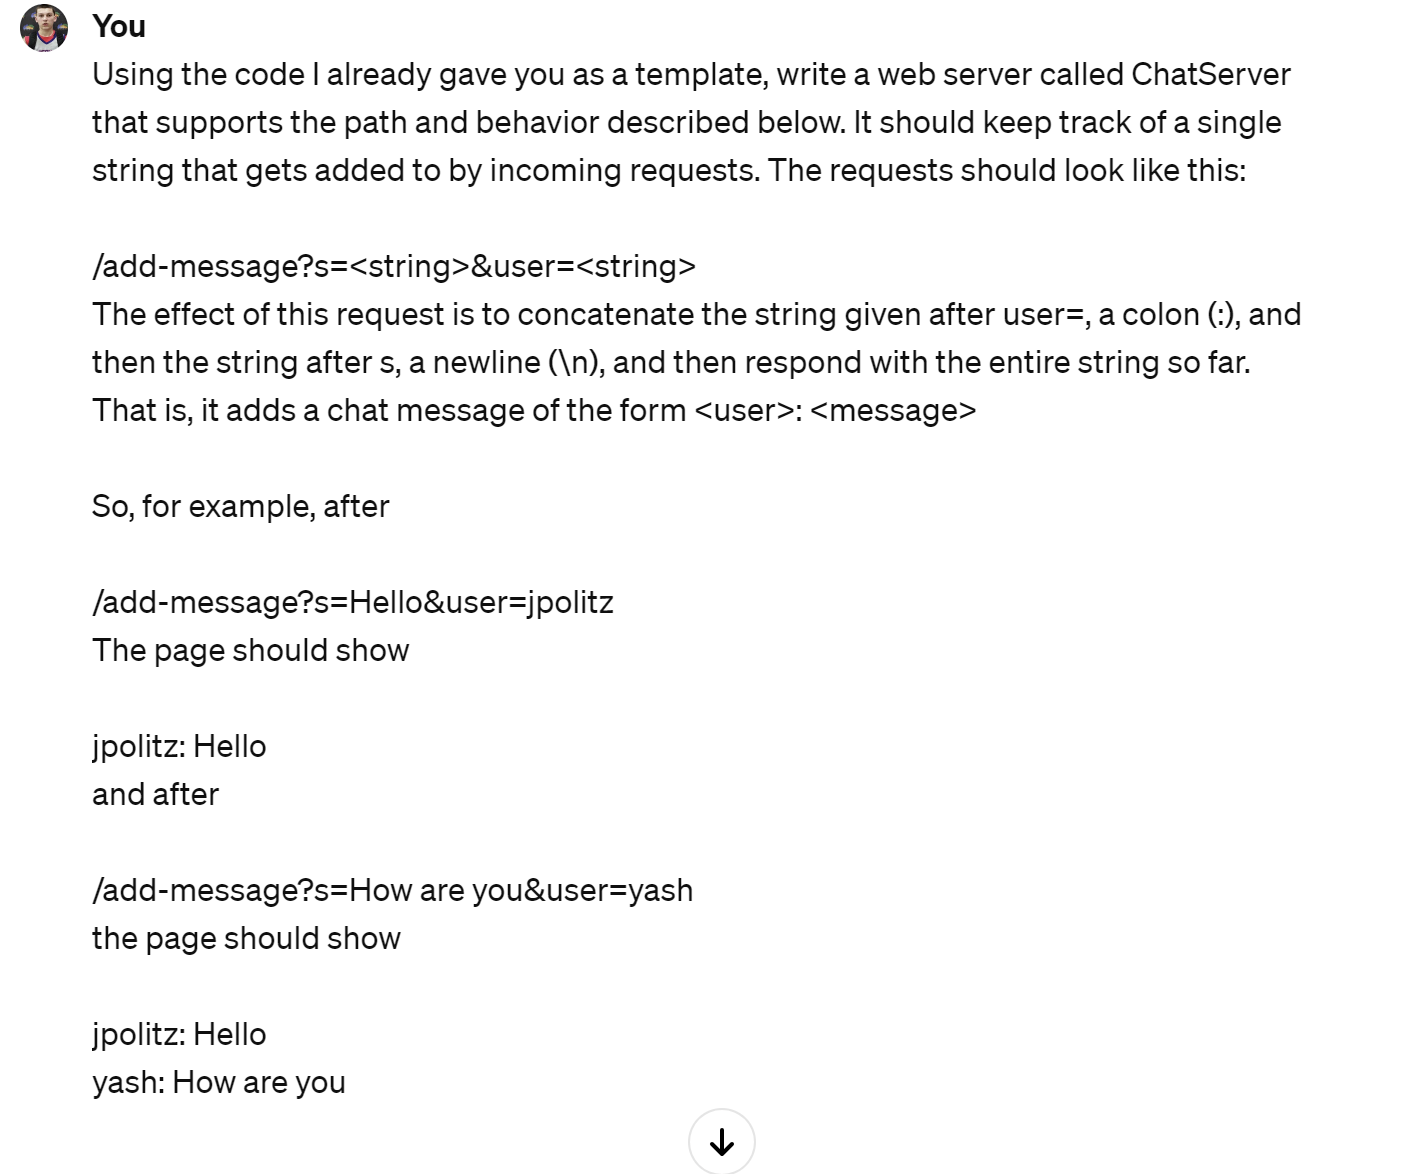 You
Using the code I already gave you as a template, write a web server called ChatServer
that supports the path and behavior described below. It should keep track of a single
string that gets added to by incoming requests. The requests should look like this:
/add-message?s=<string>&user=<string>
The effect of this request is to concatenate the string given after user=, a colon (:), and
then the string after s, a newline (\n), and then respond with the entire string so far.
That is, it adds a chat message of the form <user>: <message>
So, for example, after
/add-message?s=Hello&user=jpolitz
The page should show
jpolitz: Hello
and after
/add-message?s=How are you&user=yash
the page should show
jpolitz: Hello
yash: How are you